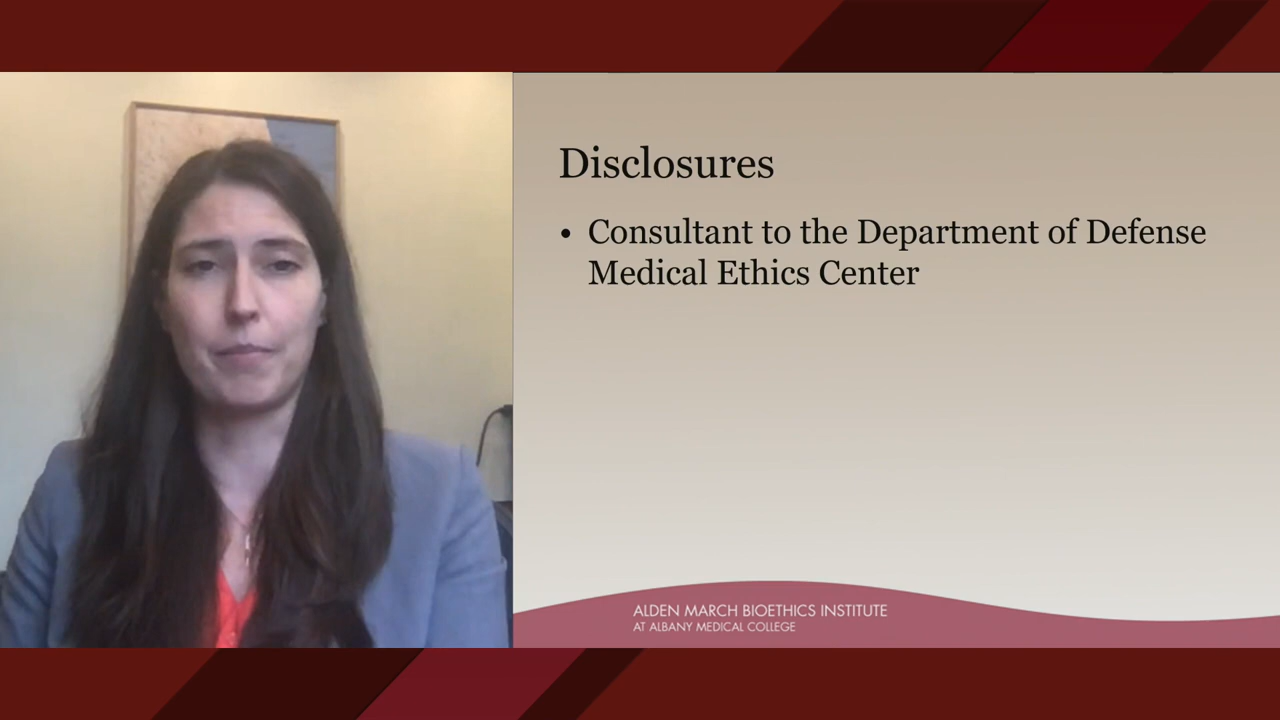 Disclosures
• Consultant to the Department of Defense
Medical Ethics Center
ALDEN MARCH BIOETHICS INSTITUTE
AT ALBANY MEDICAL COLLEGE